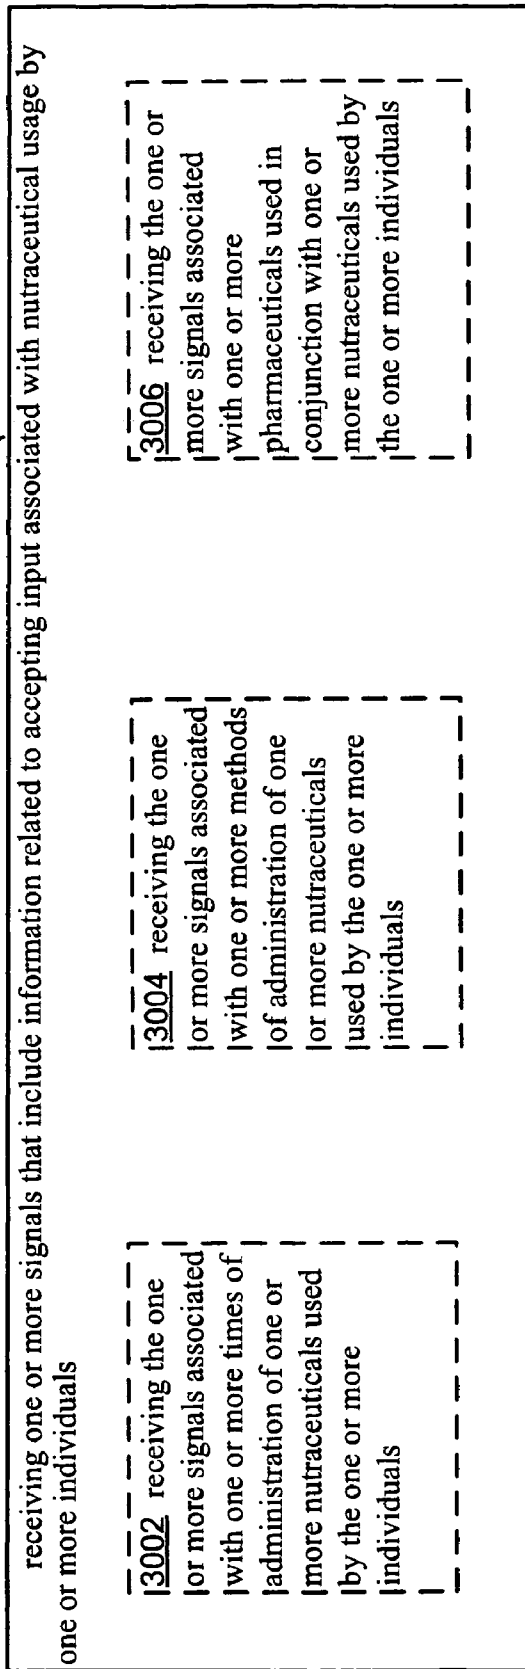 receiving one or more signals that include information related to accepting input associated with nutraceutical usage by
one or more individuals
3002 receiving the one
or more signals associated
with one or more times of
administration of one or
more nutraceuticals used
by the one or more
individuals
3004 receiving the one
or more signals associated
with one or more methods
of administration of one
or more nutraceuticals
used by the one or more
individuals
3006 receiving the one or
more signals associated
with one or more
pharmaceuticals used in
conjunction with one or
more nutraceuticals used by
the one or more individuals